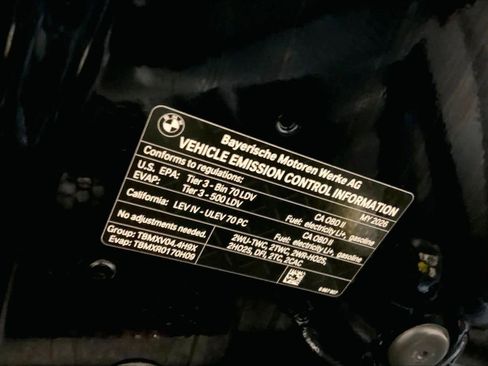 BMW
Bayerische Motoren Werke AG
VEHICLE EMISSION CONTROL INFORMATION
Conforms to regulations: MY 2026
U.S. EPA: Tier 3 - Bin 70 LDV CA OBD II Fuel: electricity Li+, gasoline
EVAP: Tier 3 - 500 LDV
California: LEV IV - ULEV 70 PC CA OBD II Fuel: electricity Li+, gasoline
No adjustments needed.
Group: TBMXV04.4H9X 2WU-TWC, 2TWC, 2WR-HO2S,
Evap: TBMXR0170H09 2HO2S, DFI, 2TC, 2CAC